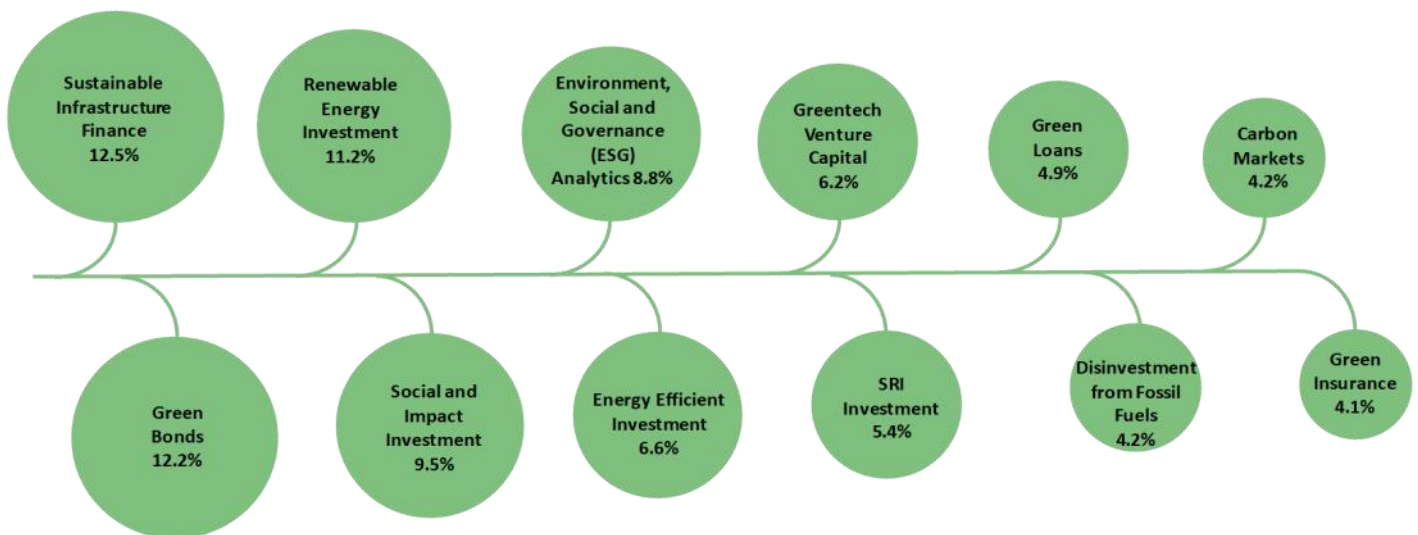 Sustainable
Infrastructure
Finance
12.5%
Renewable
Energy
Investment
11.2%
Environment,
Social and
Governance
(ESG)
Analytics 8.8%
Greentech
Venture
Capital
6.2%
Green
Loans
4.9%
Carbon
Markets
4.2%
Green
Bonds
12.2%
Social and
Impact
Investment
9.5%
Energy Efficient
Investment
6.6%
SRI
Investment
5.4%
Disinvestment
from Fossil
Fuels
4.2%
Green
Insurance
4.1%